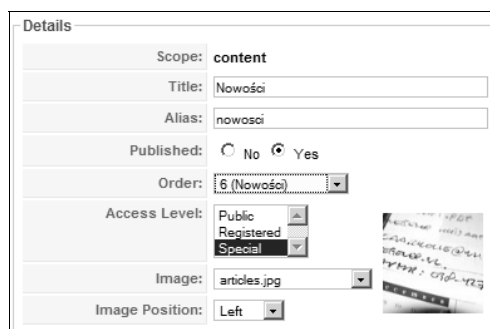 Details
Scope: content
Title: Nowości
Alias: nowosci
Published: No Yes
Order: 6 (Nowości)
Access Level: Public
Registered
Special
Image: articles.jpg
Image Position: Left